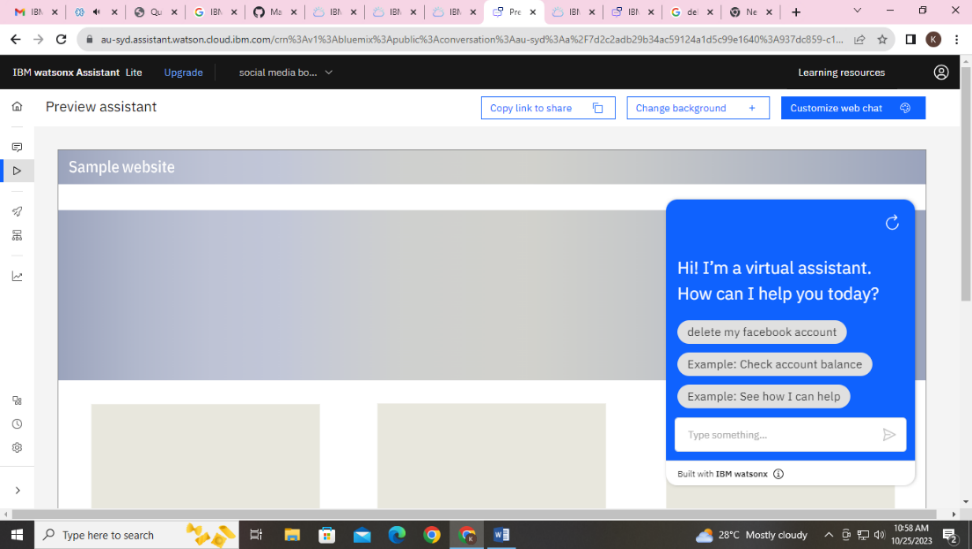 IBM
Qu
IBM
Ma
IBM
IBM
IBM
Pre
IBM
IBM
del
Ne
au-syd.assistant.watson.cloud.ibm.com/crn%3Av1%3Abluemix%3Apublic%3Aconversation%3Aau-syd%3Aa%2F7d2c2adb29b34ac59124a1d5c99e1640%3A937dc859-c1...
K
IBM watsonx Assistant Lite
Upgrade
social media bo...
Learning resources
Preview assistant
Copy link to share
Change background +
Customize web chat
Sample website
Hi! I'm a virtual assistant.
How can I help you today?
delete my facebook account
Example: Check account balance
Example: See how I can help
Type something...
Built with IBM watsonx
Type here to search
28°C Mostly cloudy
10:58 AM
10/25/2023
2